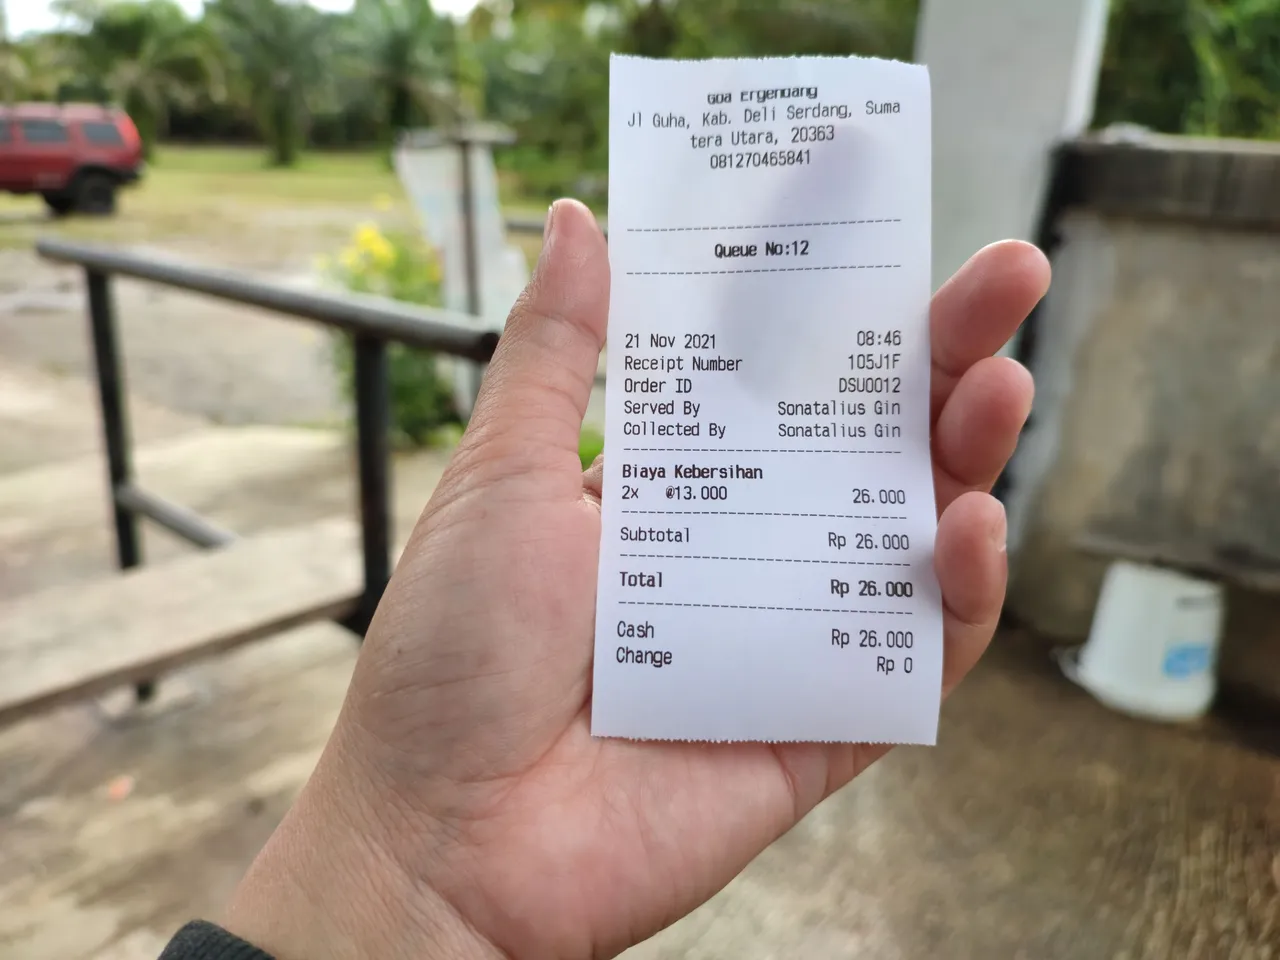 Goa Ergendang
Jl Guha, Kab. Deli Serdang, Suma
tera Utara, 20363
081270465841
Queue No:12
21 Nov 2021 08:46
Receipt Number 105J1F
Order ID DSU0012
Served By Sonatalius Gin
Collected By Sonatalius Gin
Biaya Kebersihan
2x @13.000 26.000
Subtotal Rp 26.000
Total Rp 26.000
Cash Rp 26.000
Change Rp 0